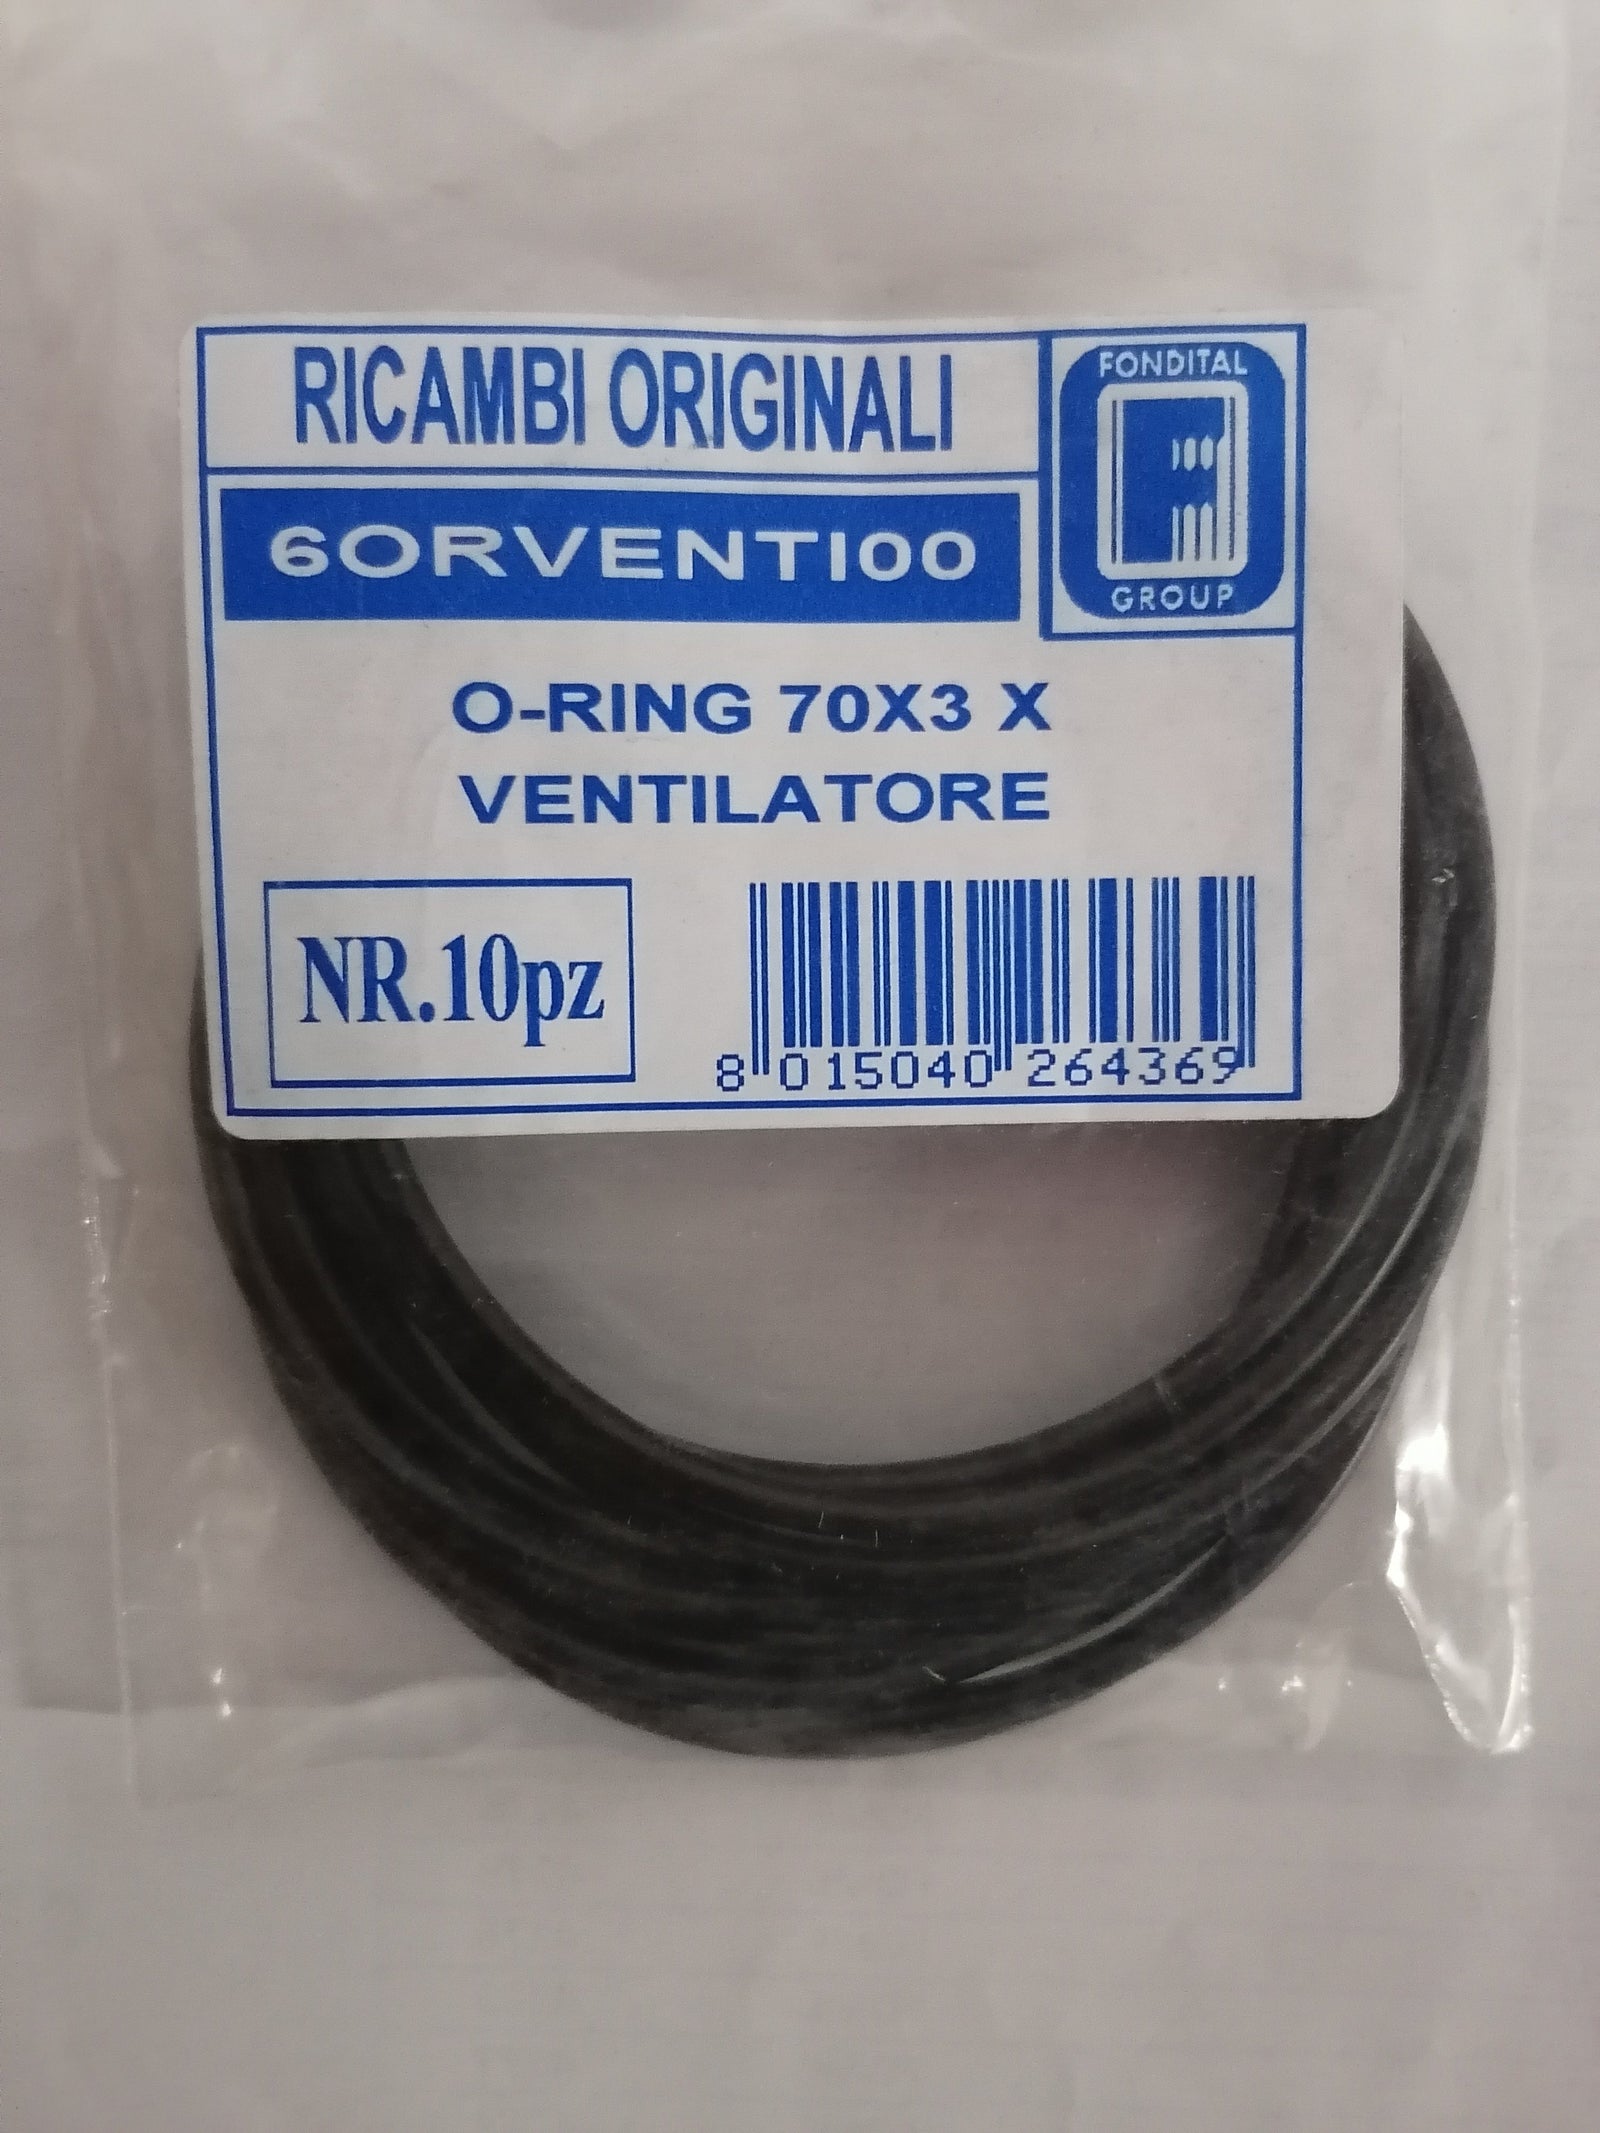 RICAMBI ORIGINALI
FONDITAL
GROUP
6ORVENTI00
O-RING 70X3 X
VENTILATORE
NR.10pz
8 015040 264369